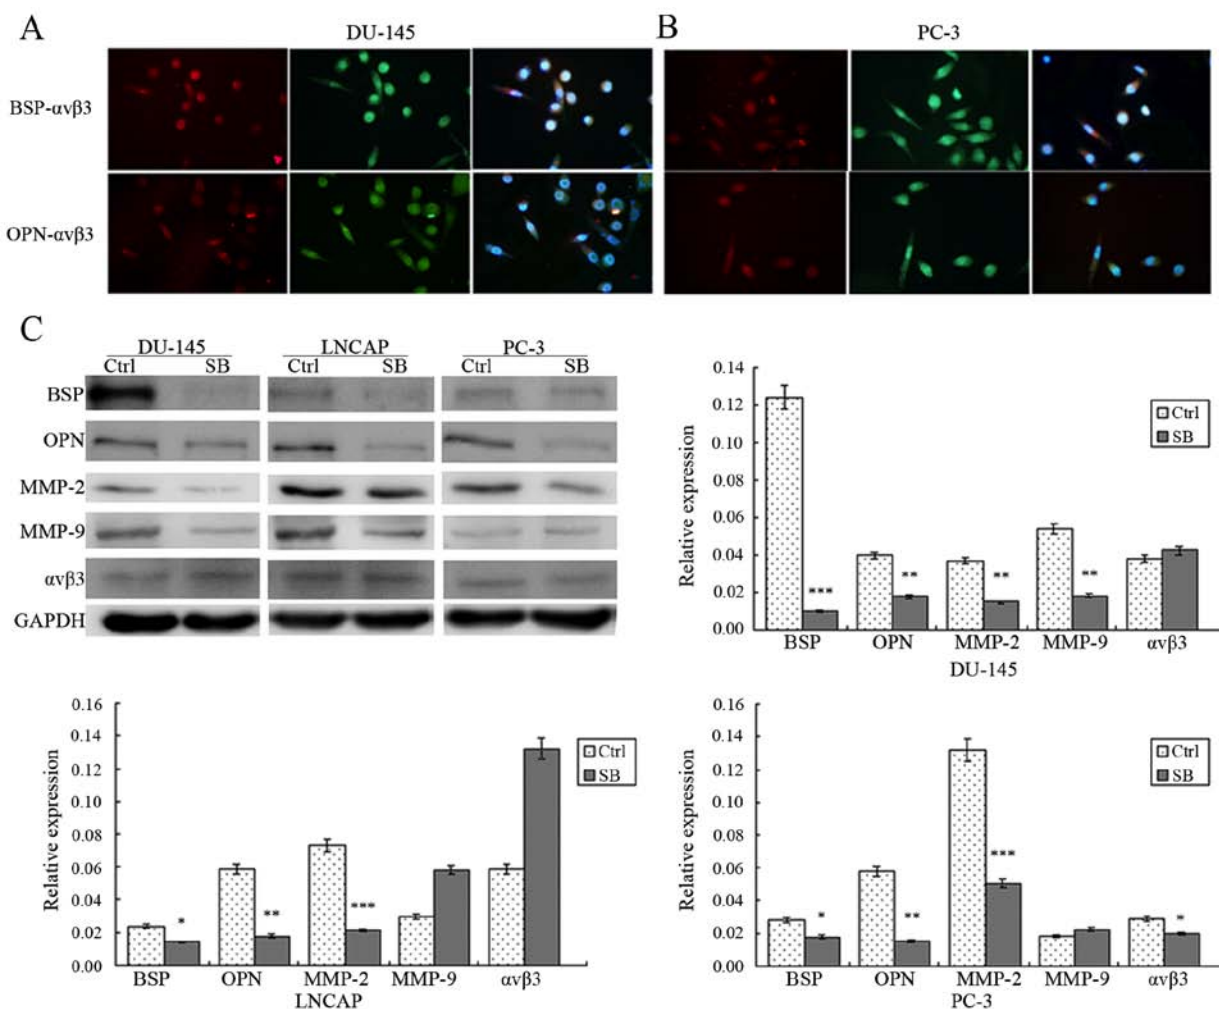 A
DU-145
B
PC-3
BSP-αvβ3
OPN-αvβ3
C
DU-145 LNCAP PC-3
Ctrl SB Ctrl SB Ctrl SB
BSP
OPN
MMP-2
MMP-9
αvβ3
GAPDH
Relative expression
0.14
0.12
0.10
0.08
0.06
0.04
0.02
0.00
Ctrl
SB
*** ** ** **
BSP OPN MMP-2 MMP-9 αvβ3
DU-145
Relative expression
0.16
0.14
0.12
0.10
0.08
0.06
0.04
0.02
0.00
Ctrl
SB
* ** ***
BSP OPN MMP-2 MMP-9 αvβ3
LNCAP
Relative expression
0.16
0.14
0.12
0.10
0.08
0.06
0.04
0.02
0.00
Ctrl
SB
* ** *** *
BSP OPN MMP-2 MMP-9 αvβ3
PC-3